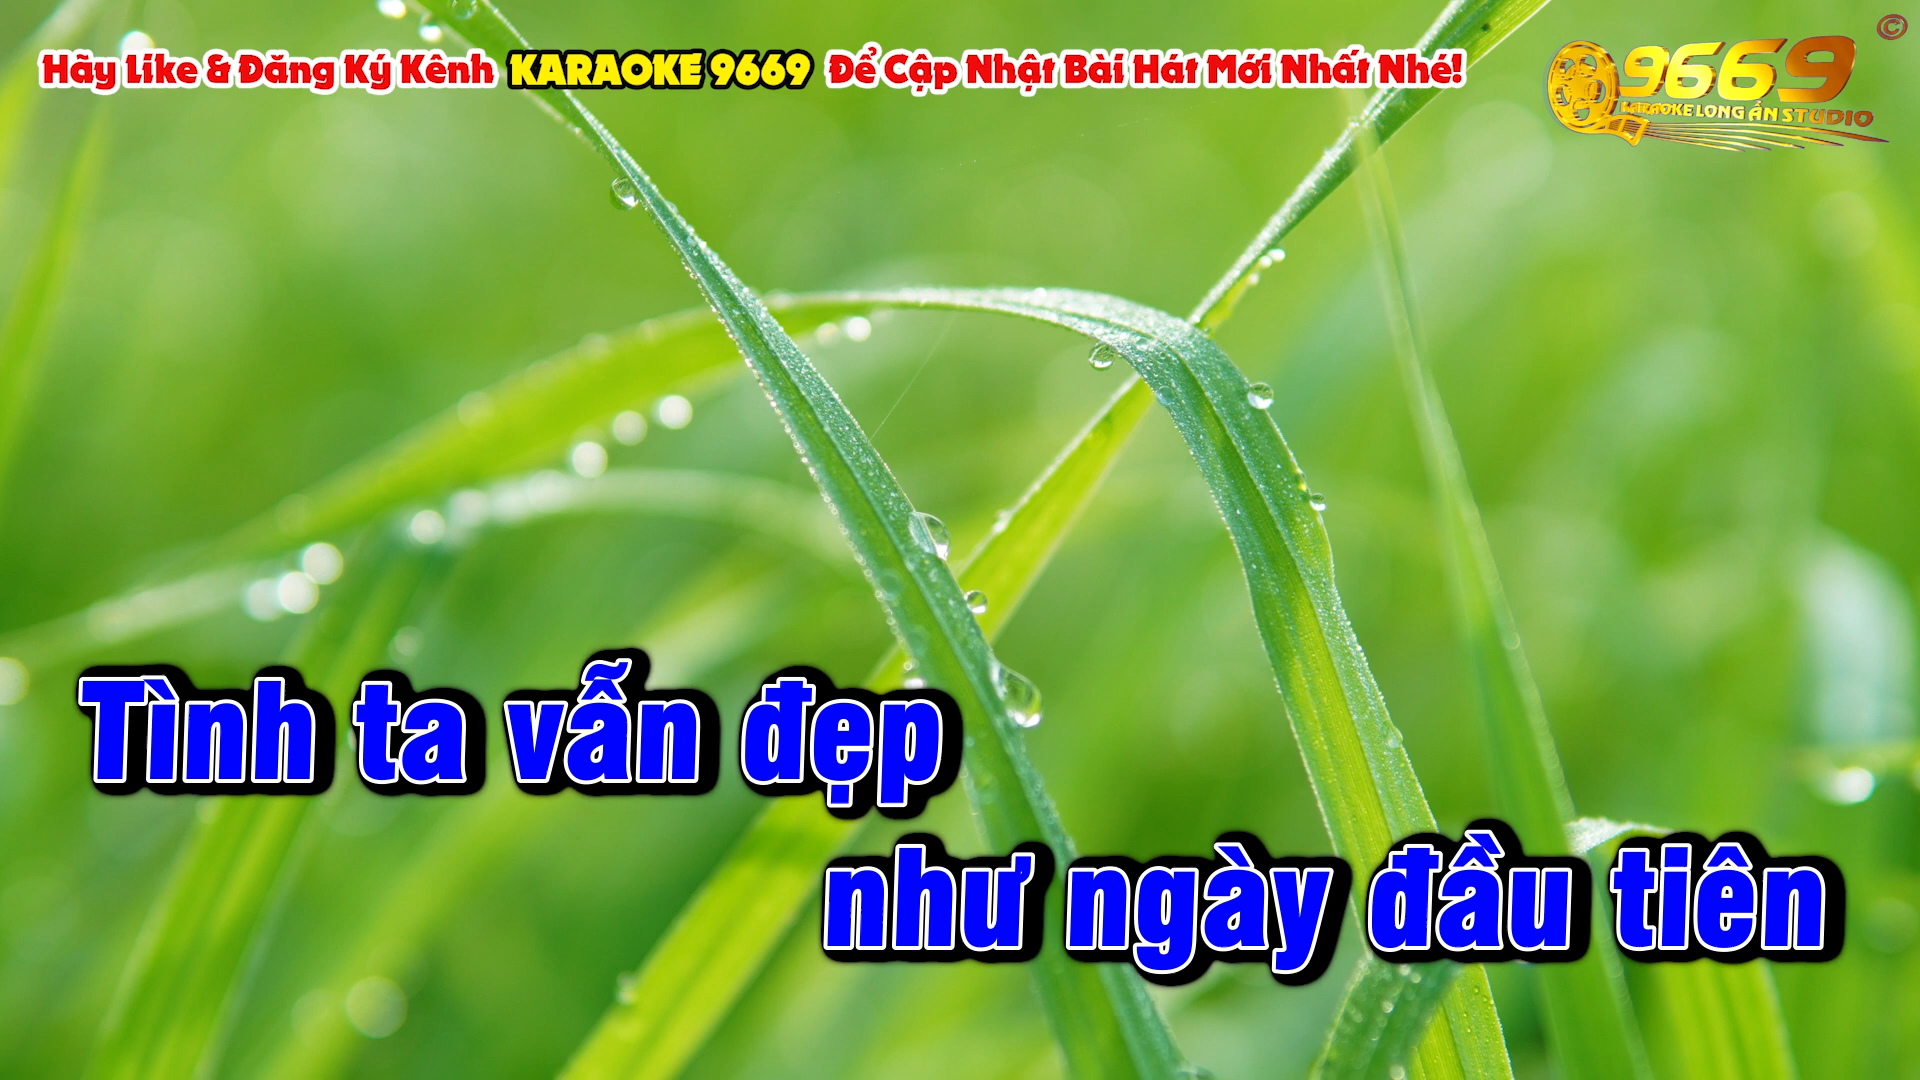 Hãy Like & Đăng Ký Kênh KARAOKE 9669 Để Cập Nhật Bài Hát Mới Nhất Nhé!
©
9669
KARAOKE LONG ẨN STUDIO
Tình ta vẫn đẹp
như ngày đầu tiên